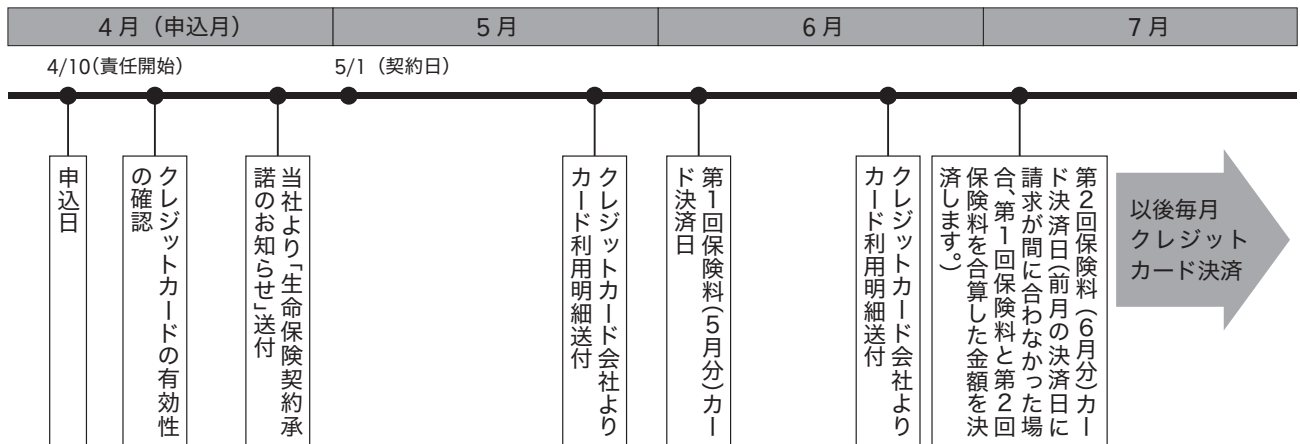 4月（申込月）
5月
6月
7月
4/10（責任開始）
5/1（契約日）
申込日
クレジットカードの有効性
の確認
当社より「生命保険契約承
諾のお知らせ」送付
クレジットカード会社より
カード利用明細送付
第1回保険料（5月分）カー
ド決済日
クレジットカード会社より
カード利用明細送付
第2回保険料（6月分）カー
ド決済日（前月の決済日に
請求が間に合わなかった場
合、第1回保険料と第2回
保険料を合算した金額を決
済します。）
以後毎月
クレジット
カード決済